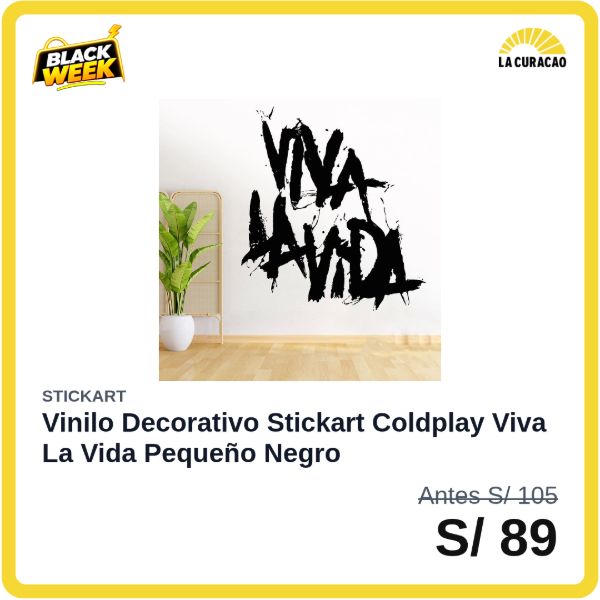 BLACK
WEEK
LA CURACAO
VIVA
LA VIDA
STICKART
Vinilo Decorativo Stickart Coldplay Viva
La Vida Pequeño Negro
Antes S/ 105
S/ 89